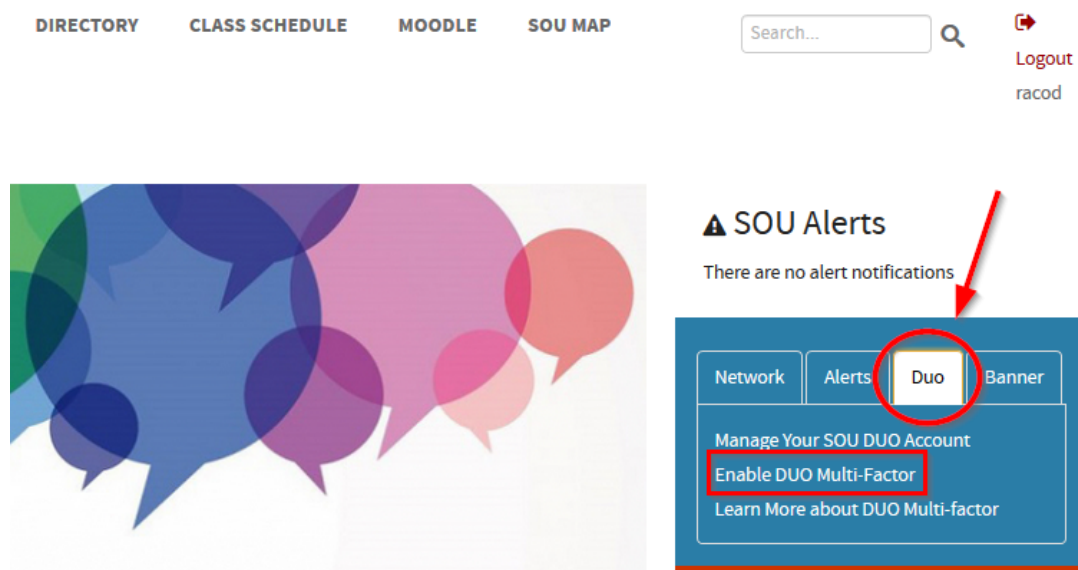 DIRECTORY CLASS SCHEDULE MOODLE SOU MAP Search...
Logout
racod
SOU Alerts
There are no alert notifications
Network Alerts Duo Banner
Manage Your SOU DUO Account
Enable DUO Multi-Factor
Learn More about DUO Multi-factor